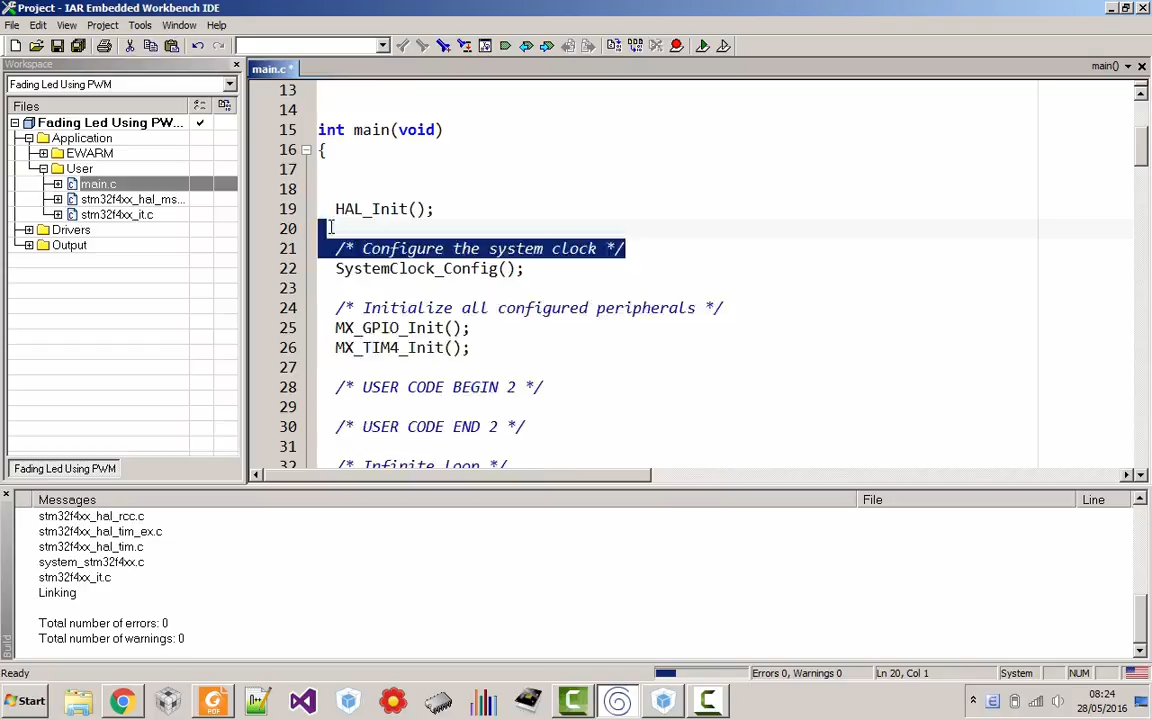 Project - IAR Embedded Workbench IDE
File Edit View Project Tools Window Help
Workspace
Fading Led Using PWM
Files
Fading Led Using PW...
Application
EWARM
User
main.c
stm32f4xx_hal_ms...
stm32f4xx_it.c
Drivers
Output
Fading Led Using PWM
main.c *
main()
13
14
15 int main(void)
16 {
17
18
19 HAL_Init();
20
21 /* Configure the system clock */
22 SystemClock_Config();
23
24 /* Initialize all configured peripherals */
25 MX_GPIO_Init();
26 MX_TIM4_Init();
27
28 /* USER CODE BEGIN 2 */
29
30 /* USER CODE END 2 */
31
32 /* Infinite loop */
Messages File Line
stm32f4xx_hal_rcc.c
stm32f4xx_hal_tim_ex.c
stm32f4xx_hal_tim.c
system_stm32f4xx.c
stm32f4xx_it.c
Linking
Total number of errors: 0
Total number of warnings: 0
Build
Ready Errors 0, Warnings 0 Ln 20, Col 1 System NUM
Start
08:24
28/05/2016